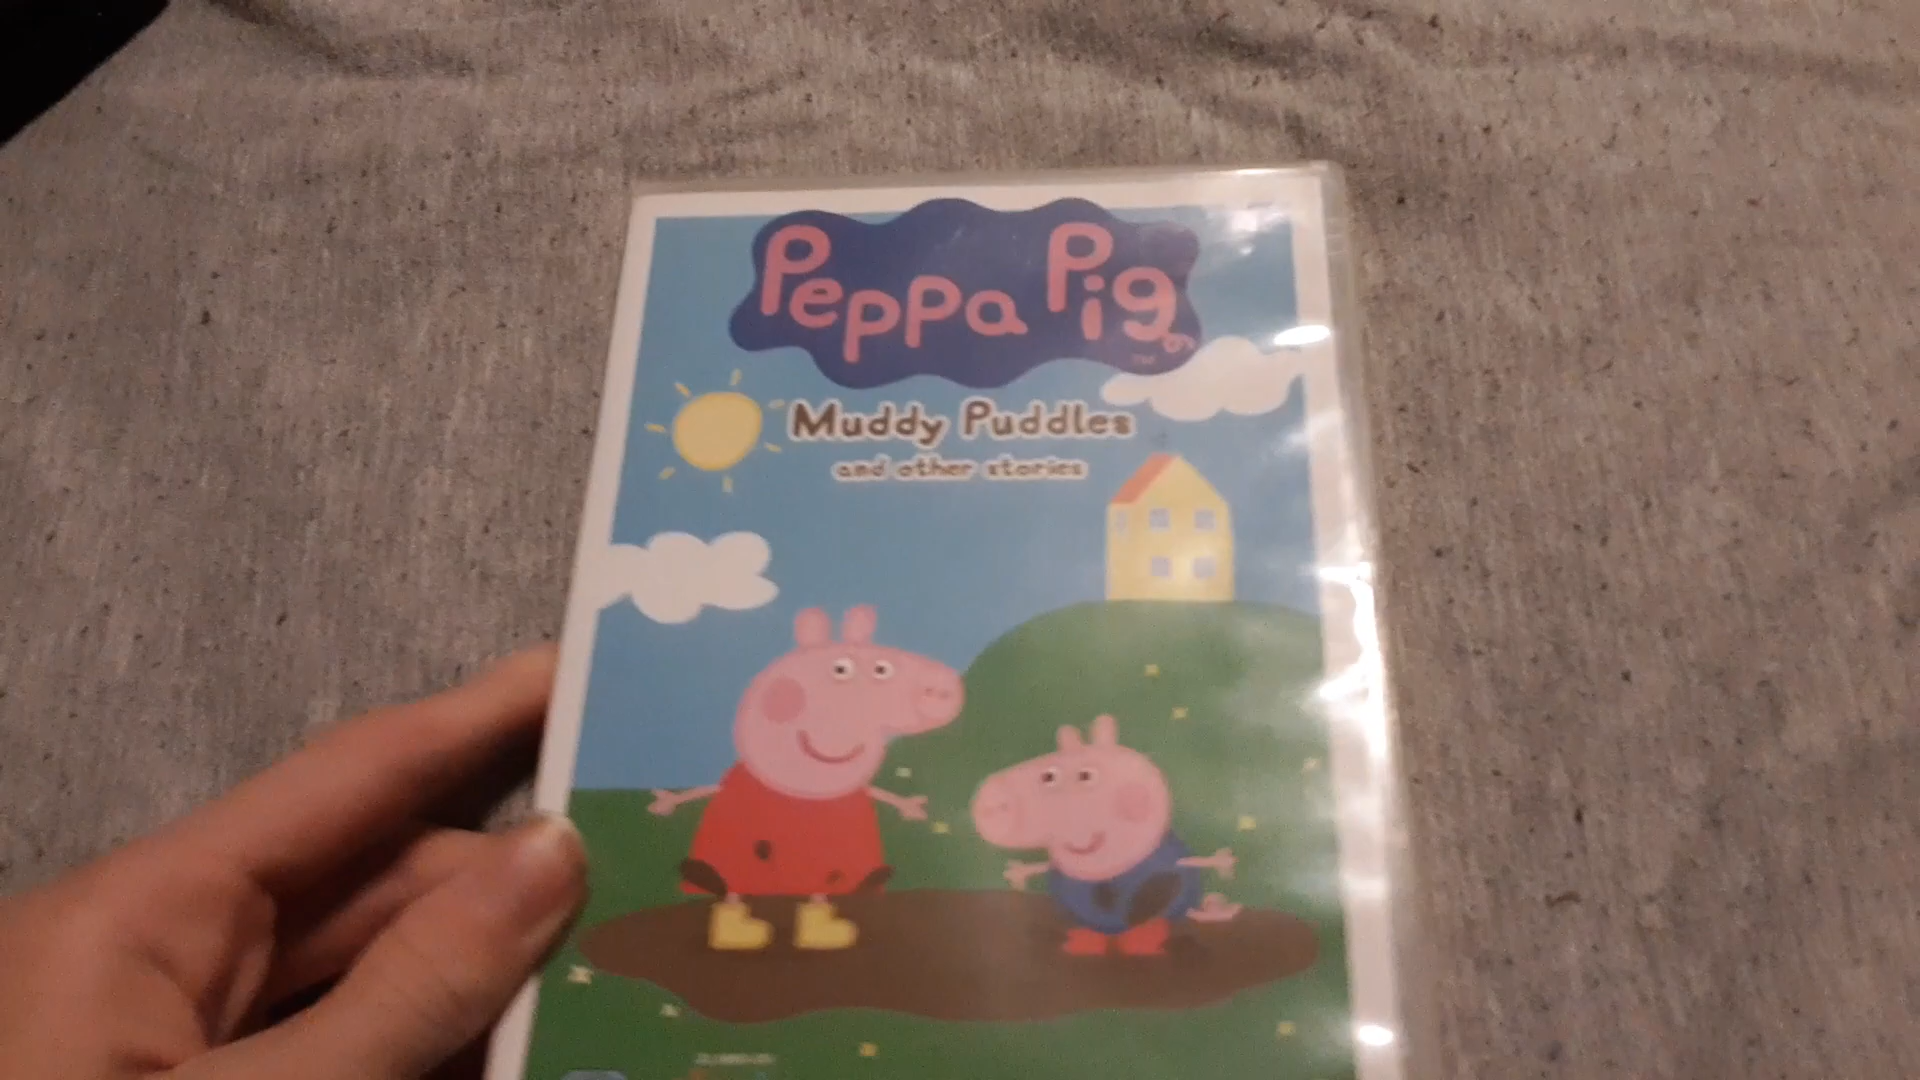 Peppa Pig
TM
Muddy Puddles
and other stories